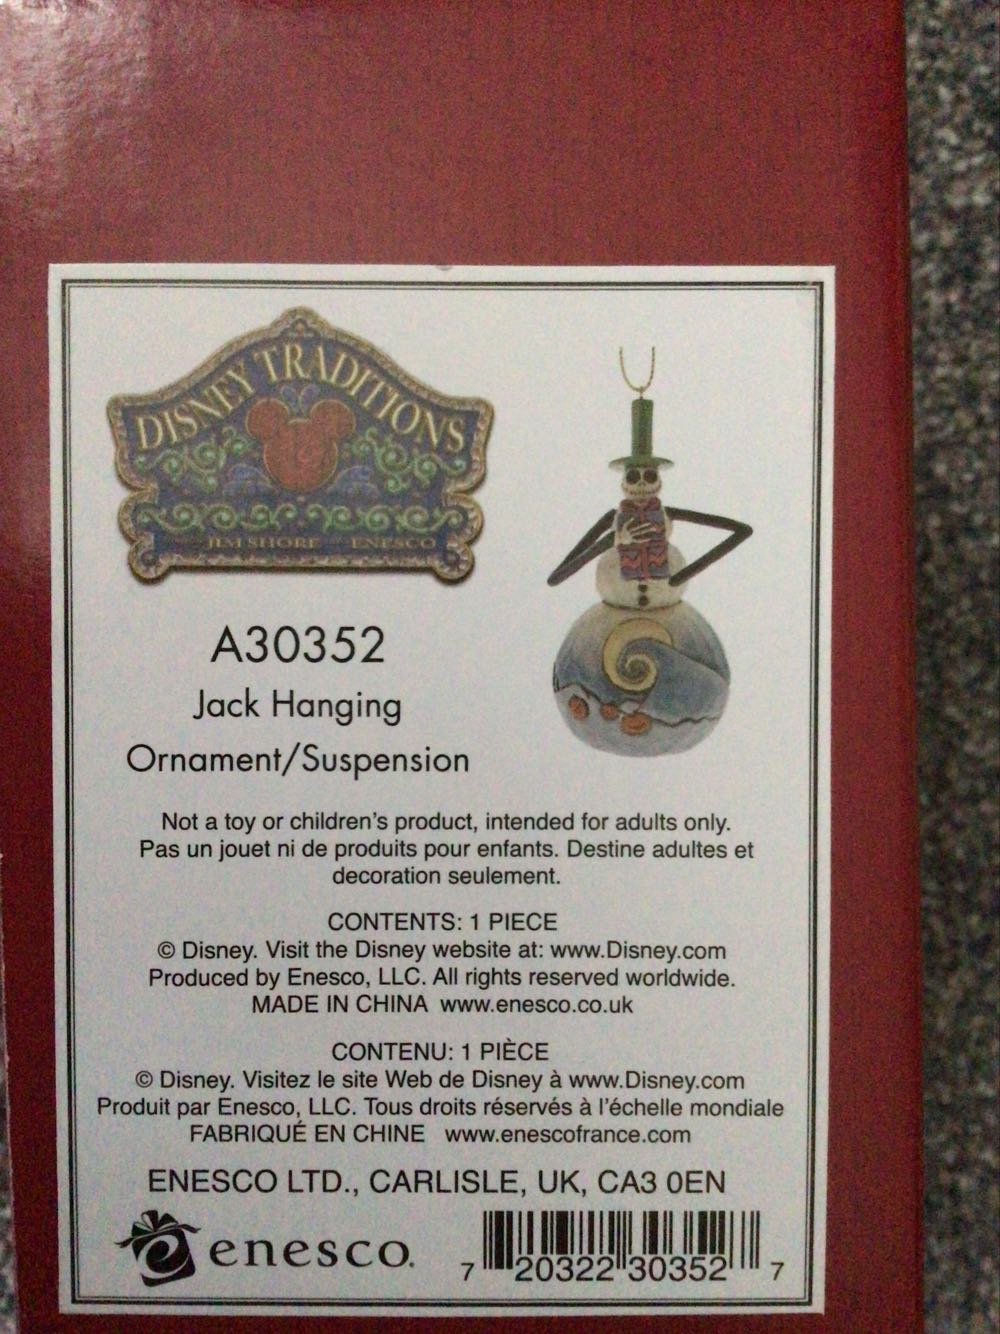 DISNEY TRADITIONS
JIM SHORE ENESCO
A30352
Jack Hanging
Ornament/Suspension
Not a toy or children's product, intended for adults only.
Pas un jouet ni de produits pour enfants. Destine adultes et
decoration seulement.
CONTENTS: 1 PIECE
© Disney. Visit the Disney website at: www.Disney.com
Produced by Enesco, LLC. All rights reserved worldwide.
MADE IN CHINA www.enesco.co.uk
CONTENU: 1 PIÈCE
© Disney. Visitez le site Web de Disney à www.Disney.com
Produit par Enesco, LLC. Tous droits réservés à l'échelle mondiale
FABRIQUÉ EN CHINE www.enescofrance.com
ENESCO LTD., CARLISLE, UK, CA3 0EN
enesco.
7 20322 30352 7